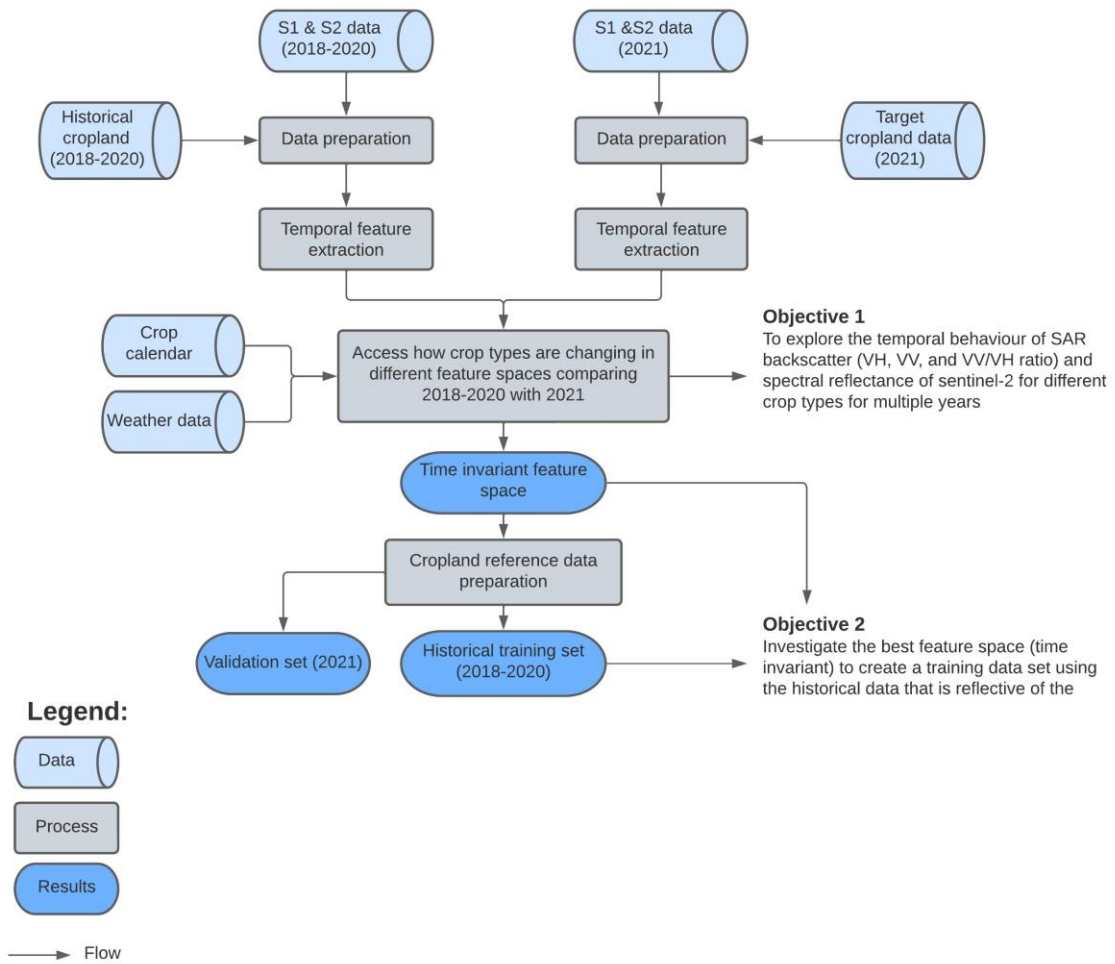 S1 & S2 data
(2018-2020)
S1 &S2 data
(2021)
Historical
cropland
(2018-2020)
Data preparation
Data preparation
Target
cropland data
(2021)
Temporal feature
extraction
Temporal feature
extraction
Crop
calendar
Weather data
Access how crop types are changing in
different feature spaces comparing
2018-2020 with 2021
Objective 1
To explore the temporal behaviour of SAR
backscatter (VH, VV, and VV/VH ratio) and
spectral reflectance of sentinel-2 for different
crop types for multiple years
Time invariant feature
space
Cropland reference data
preparation
Validation set (2021)
Historical training set
(2018-2020)
Objective 2
Investigate the best feature space (time
invariant) to create a training data set using
the historical data that is reflective of the
Legend:
Data
Process
Results
Flow